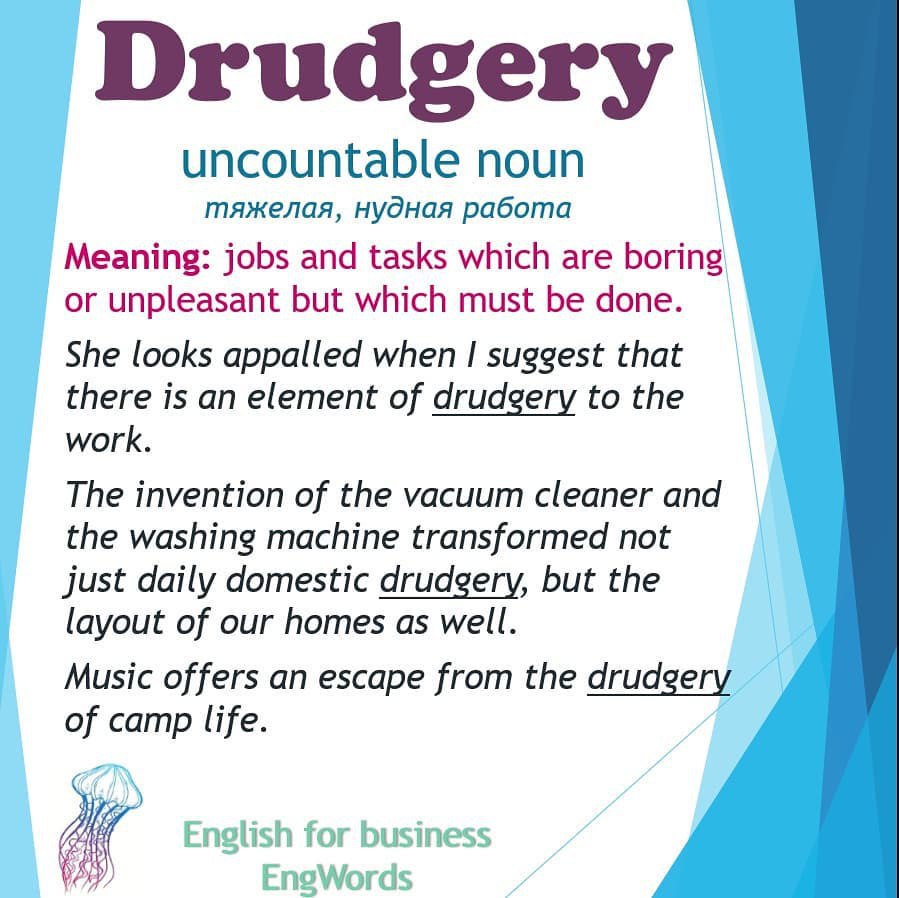 Drudgery
uncountable noun
тяжелая, нудная работа
Meaning: jobs and tasks which are boring
or unpleasant but which must be done.
She looks appalled when I suggest that
there is an element of drudgery to the
work.
The invention of the vacuum cleaner and
the washing machine transformed not
just daily domestic drudgery, but the
layout of our homes as well.
Music offers an escape from the drudgery
of camp life.
English for business
EngWords